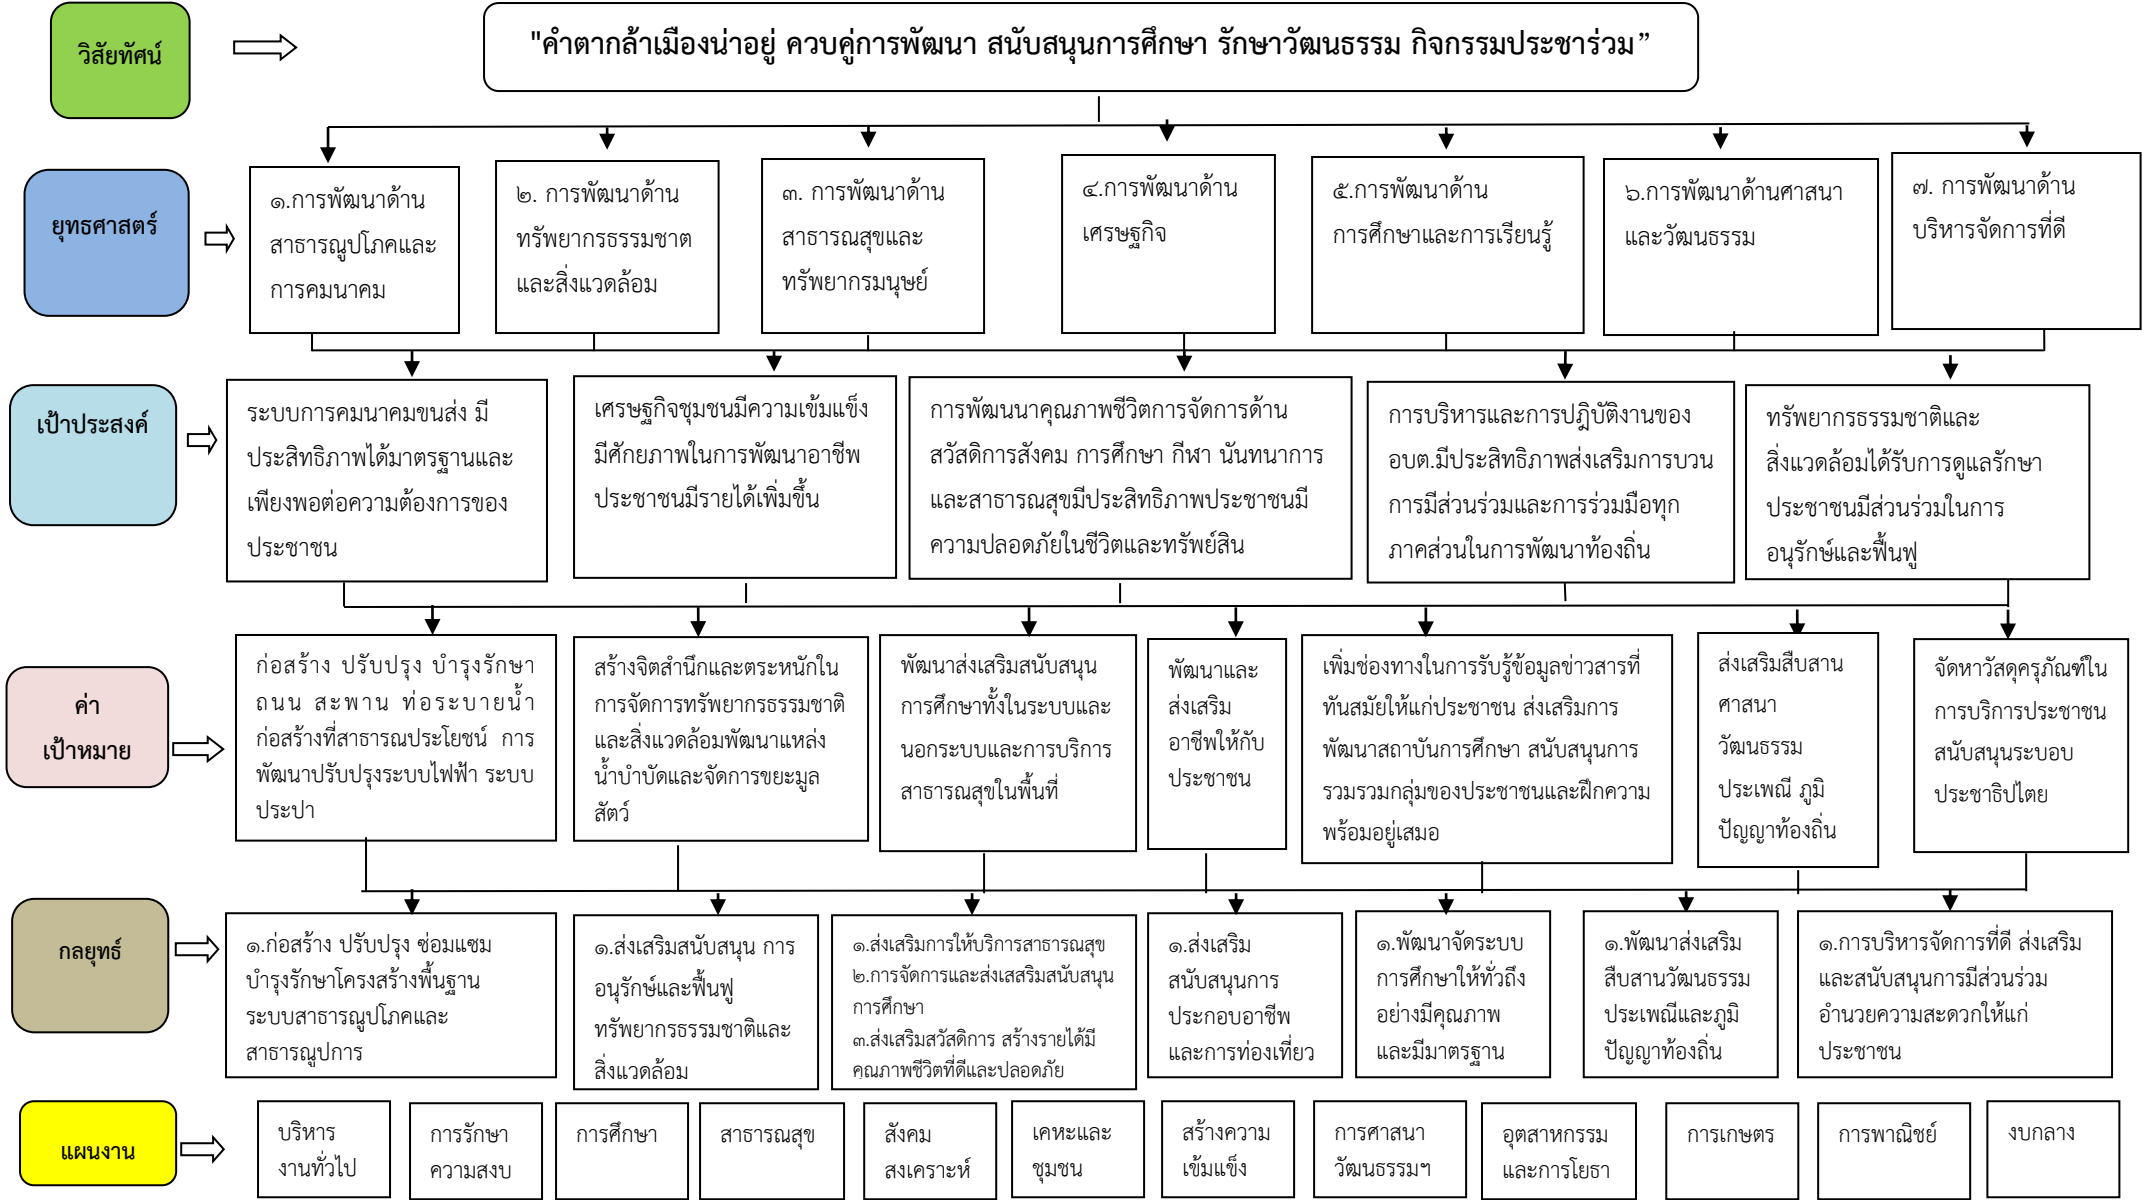 วิสัยทัศน์
"คำตากล้าเมืองน่าอยู่ ควบคู่การพัฒนา สนับสนุนการศึกษา รักษาวัฒนธรรม กิจกรรมประชาร่วม”
ยุทธศาสตร์
๑.การพัฒนาด้าน
สาธารณูปโภคและ
การคมนาคม
๒. การพัฒนาด้าน
ทรัพยากรธรรมชาต
และสิ่งแวดล้อม
๓. การพัฒนาด้าน
สาธารณสุขและ
ทรัพยากรมนุษย์
๔.การพัฒนาด้าน
เศรษฐกิจ
๕.การพัฒนาด้าน
การศึกษาและการเรียนรู้
๖.การพัฒนาด้านศาสนา
และวัฒนธรรม
๗. การพัฒนาด้าน
บริหารจัดการที่ดี
เป้าประสงค์
ระบบการคมนาคมขนส่ง มี
ประสิทธิภาพได้มาตรฐานและ
เพียงพอต่อความต้องการของ
ประชาชน
เศรษฐกิจชุมชนมีความเข้มแข็ง
มีศักยภาพในการพัฒนาอาชีพ
ประชาชนมีรายได้เพิ่มขึ้น
การพัฒนนาคุณภาพชีวิตการจัดการด้าน
สวัสดิการสังคม การศึกษา กีฬา นันทนาการ
และสาธารณสุขมีประสิทธิภาพประชาชนมี
ความปลอดภัยในชีวิตและทรัพย์สิน
การบริหารและการปฏิบัติงานของ
อบต.มีประสิทธิภาพส่งเสริมการบวน
การมีส่วนร่วมและการร่วมมือทุก
ภาคส่วนในการพัฒนาท้องถิ่น
ทรัพยากรธรรมชาติและ
สิ่งแวดล้อมได้รับการดูแลรักษา
ประชาชนมีส่วนร่วมในการ
อนุรักษ์และฟื้นฟู
ค่า
เป้าหมาย
ก่อสร้าง ปรับปรุง บำรุงรักษา
ถนน สะพาน ท่อระบายน้ำ
ก่อสร้างที่สาธารณประโยชน์ การ
พัฒนาปรับปรุงระบบไฟฟ้า ระบบ
ประปา
สร้างจิตสำนึกและตระหนักใน
การจัดการทรัพยากรธรรมชาติ
และสิ่งแวดล้อมพัฒนาแหล่ง
น้ำบำบัดและจัดการขยะมูล
สัตว์
พัฒนาส่งเสริมสนับสนุน
การศึกษาทั้งในระบบและ
นอกระบบและการบริการ
สาธารณสุขในพื้นที่
พัฒนาและ
ส่งเสริม
อาชีพให้กับ
ประชาชน
เพิ่มช่องทางในการรับรู้ข้อมูลข่าวสารที่
ทันสมัยให้แก่ประชาชน ส่งเสริมการ
พัฒนาสถาบันการศึกษา สนับสนุนการ
รวมรวมกลุ่มของประชาชนและฝึกความ
พร้อมอยู่เสมอ
ส่งเสริมสืบสาน
ศาสนา
วัฒนธรรม
ประเพณี ภูมิ
ปัญญาท้องถิ่น
จัดหาวัสดุครุภัณฑ์ใน
การบริการประชาชน
สนับสนุนระบอบ
ประชาธิปไตย
กลยุทธ์
๑.ก่อสร้าง ปรับปรุง ซ่อมแซม
บำรุงรักษาโครงสร้างพื้นฐาน
ระบบสาธารณูปโภคและ
สาธารณูปการ
๑.ส่งเสริมสนับสนุน การ
อนุรักษ์และฟื้นฟู
ทรัพยากรธรรมชาติและ
สิ่งแวดล้อม
๑.ส่งเสริมการให้บริการสาธารณสุข
๒.การจัดการและส่งเสสริมสนับสนุน
การศึกษา
๓.ส่งเสริมสวัสดิการ สร้างรายได้มี
คุณภาพชีวิตที่ดีและปลอดภัย
๑.ส่งเสริม
สนับสนุนการ
ประกอบอาชีพ
และการท่องเที่ยว
๑.พัฒนาจัดระบบ
การศึกษาให้ทั่วถึง
อย่างมีคุณภาพ
และมีมาตรฐาน
๑.พัฒนาส่งเสริม
สืบสานวัฒนธรรม
ประเพณีและภูมิ
ปัญญาท้องถิ่น
๑.การบริหารจัดการที่ดี ส่งเสริม
และสนับสนุนการมีส่วนร่วม
อำนวยความสะดวกให้แก่
ประชาชน
แผนงาน
บริหาร
งานทั่วไป
การรักษา
ความสงบ
การศึกษา
สาธารณสุข
สังคม
สงเคราะห์
เคหะและ
ชุมชน
สร้างความ
เข้มแข็ง
การศาสนา
วัฒนธรรมฯ
อุตสาหกรรม
และการโยธา
การเกษตร
การพาณิชย์
งบกลาง